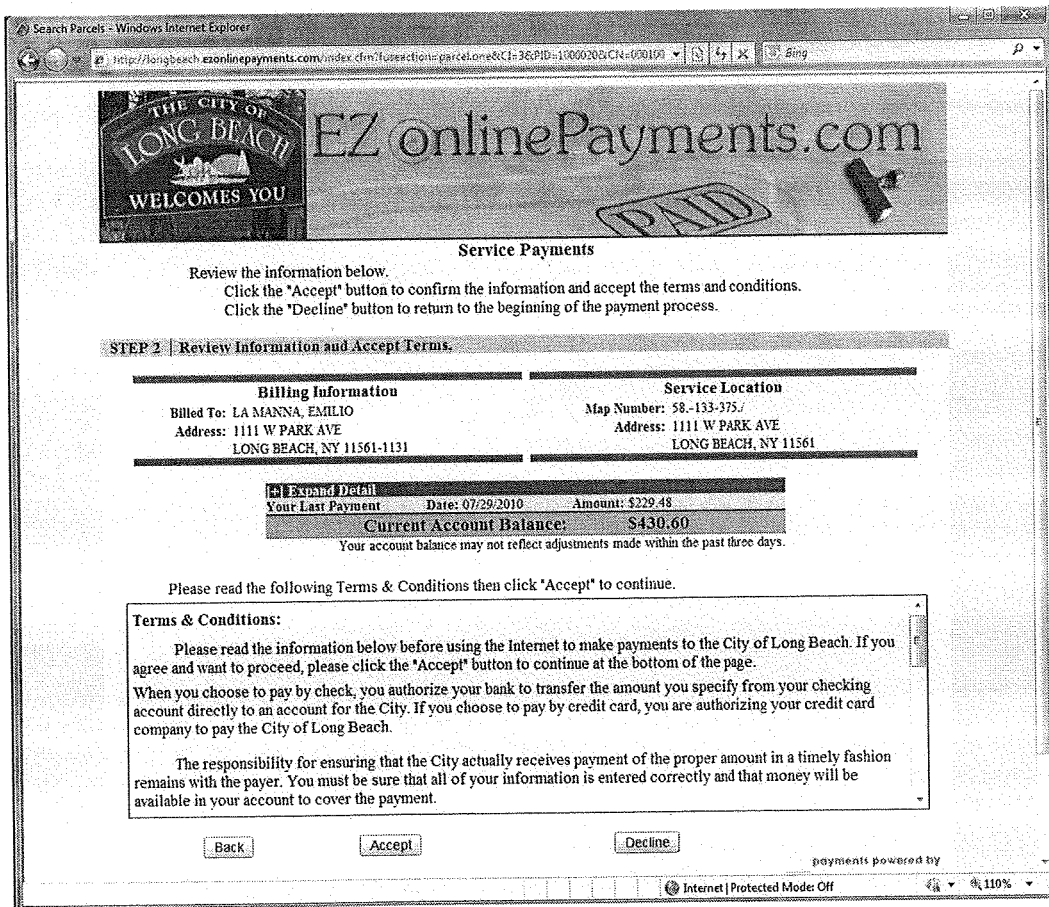 Search Parcels - Windows Internet Explorer
http://longbeach.ezonlinepayments.com/index.cfm?fuseaction=parcel.one&CI=3&PID=1000020&CN=000100
Bing
THE CITY OF
LONG BEACH
WELCOMES YOU
EZ onlinePayments.com
PAID
Service Payments
Review the information below.
Click the "Accept" button to confirm the information and accept the terms and conditions.
Click the "Decline" button to return to the beginning of the payment process.
STEP 2 | Review Information and Accept Terms.
Billing Information
Billed To: LA MANNA, EMILIO
Address: 1111 W PARK AVE
LONG BEACH, NY 11561-1131
Service Location
Map Number: 58.-133-375./
Address: 1111 W PARK AVE
LONG BEACH, NY 11561
[+] Expand Detail
Your Last Payment Date: 07/29/2010 Amount: $229.48
Current Account Balance: $430.60
Your account balance may not reflect adjustments made within the past three days.
Please read the following Terms & Conditions then click "Accept" to continue.
Terms & Conditions:
Please read the information below before using the Internet to make payments to the City of Long Beach. If you
agree and want to proceed, please click the "Accept" button to continue at the bottom of the page.
When you choose to pay by check, you authorize your bank to transfer the amount you specify from your checking
account directly to an account for the City. If you choose to pay by credit card, you are authorizing your credit card
company to pay the City of Long Beach.
The responsibility for ensuring that the City actually receives payment of the proper amount in a timely fashion
remains with the payer. You must be sure that all of your information is entered correctly and that money will be
available in your account to cover the payment.
Back Accept Decline
payments powered by
Internet | Protected Mode: Off 110%